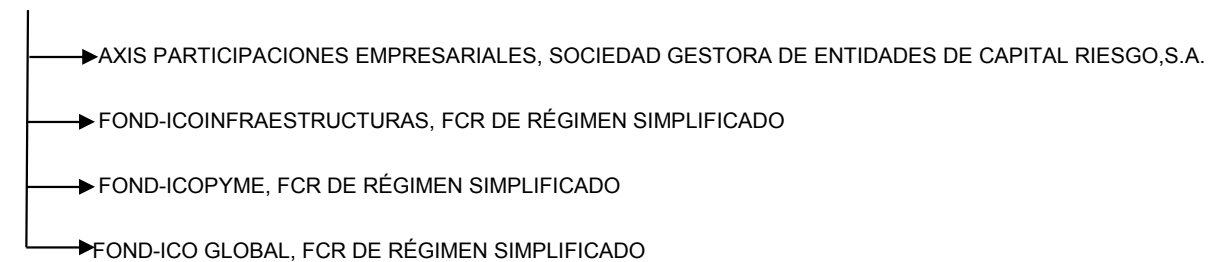 AXIS PARTICIPACIONES EMPRESARIALES, SOCIEDAD GESTORA DE ENTIDADES DE CAPITAL RIESGO,S.A.
FOND-ICOINFRAESTRUCTURAS, FCR DE RÉGIMEN SIMPLIFICADO
FOND-ICOPYME, FCR DE RÉGIMEN SIMPLIFICADO
FOND-ICO GLOBAL, FCR DE RÉGIMEN SIMPLIFICADO